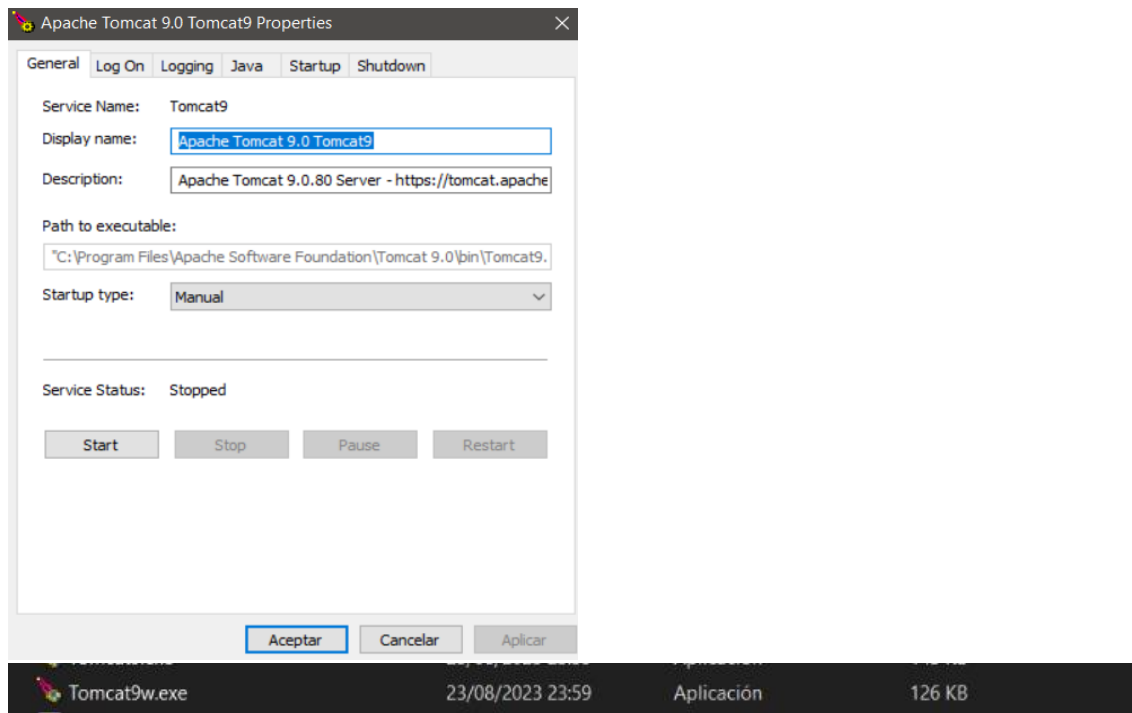 Apache Tomcat 9.0 Tomcat9 Properties
General Log On Logging Java Startup Shutdown
Service Name: Tomcat9
Display name: Apache Tomcat 9.0 Tomcat9
Description: Apache Tomcat 9.0.80 Server - https://tomcat.apache
Path to executable:
"C:\Program Files\Apache Software Foundation\Tomcat 9.0\bin\Tomcat9.
Startup type: Manual
Service Status: Stopped
Start Stop Pause Restart
Aceptar Cancelar Aplicar
Tomcat9w.exe 23/08/2023 23:59 Aplicación 126 KB